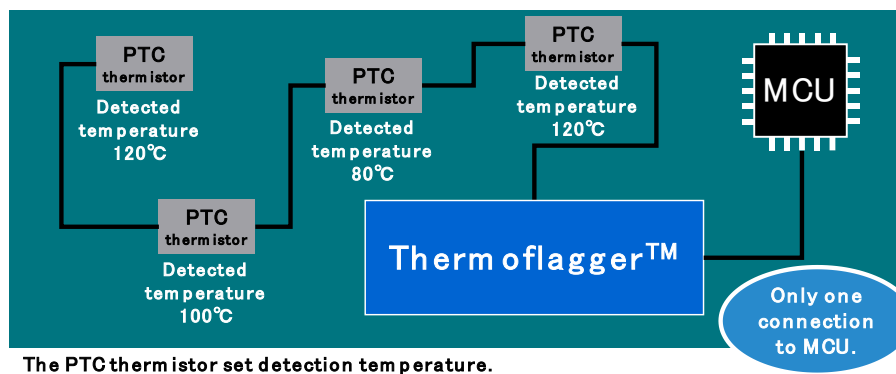 PTC
thermistor
Detected
temperature
120℃
PTC
thermistor
Detected
temperature
100℃
PTC
thermistor
Detected
temperature
80℃
PTC
thermistor
Detected
temperature
120℃
MCU
Thermoflagger™
Only one
connection
to MCU.
The PTC thermistor set detection temperature.